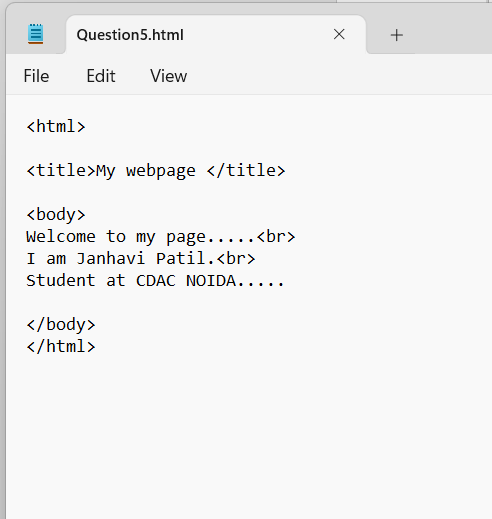 Question5.html
File Edit View
<html>
<title>My webpage </title>
<body>
Welcome to my page.....<br>
I am Janhavi Patil.<br>
Student at CDAC NOIDA.....
</body>
</html>